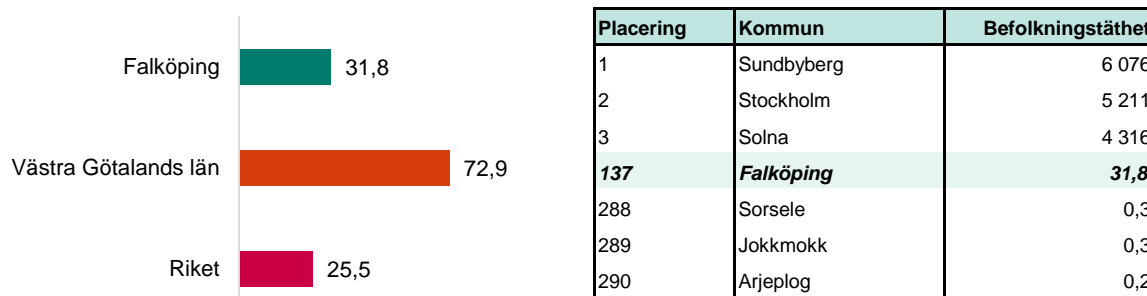 Falköping 31,8
Västra Götalands län 72,9
Riket 25,5
Placering Kommun Befolkningstäthet
1 Sundbyberg 6 076
2 Stockholm 5 211
3 Solna 4 316
137 Falköping 31,8
288 Sorsele 0,3
289 Jokkmokk 0,3
290 Arjeplog 0,2